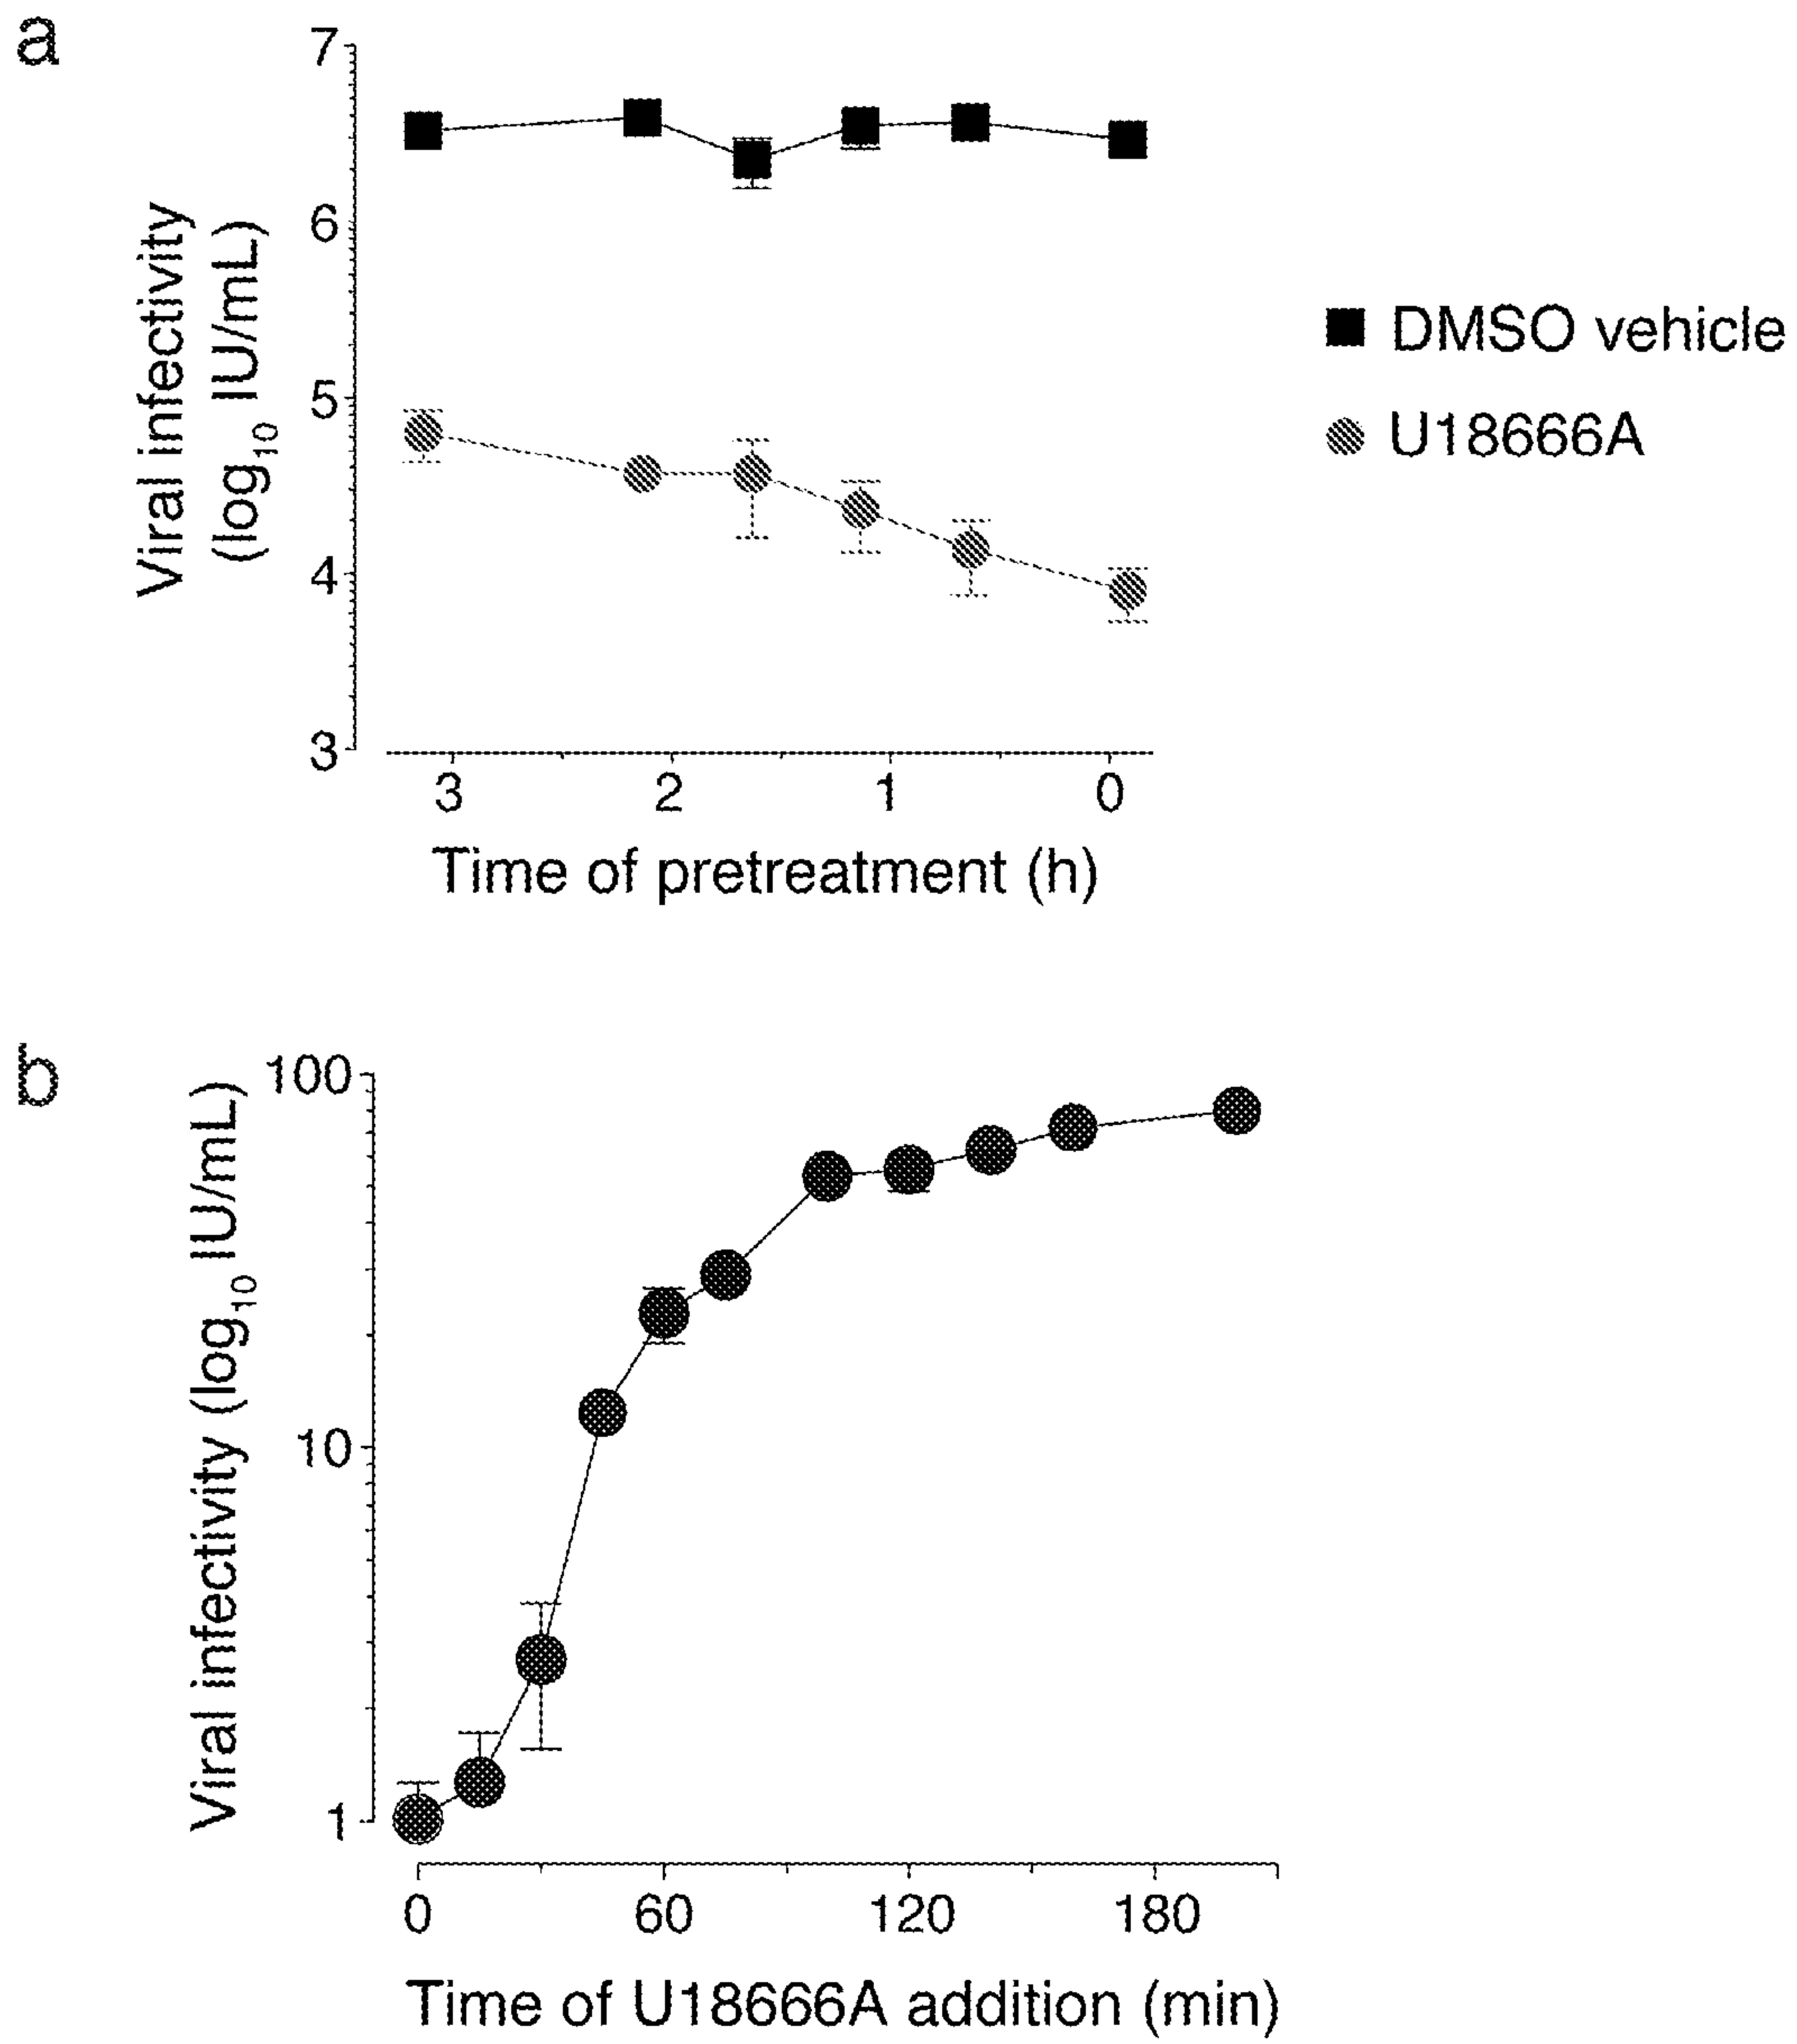 a
7
6
5
4
3
Viral infectivity
(log10 IU/mL)
DMSO vehicle
U18666A
3 2 1 0
Time of pretreatment (h)
b
100
10
1
Viral infectivity (log10 IU/mL)
0 60 120 180
Time of U18666A addition (min)